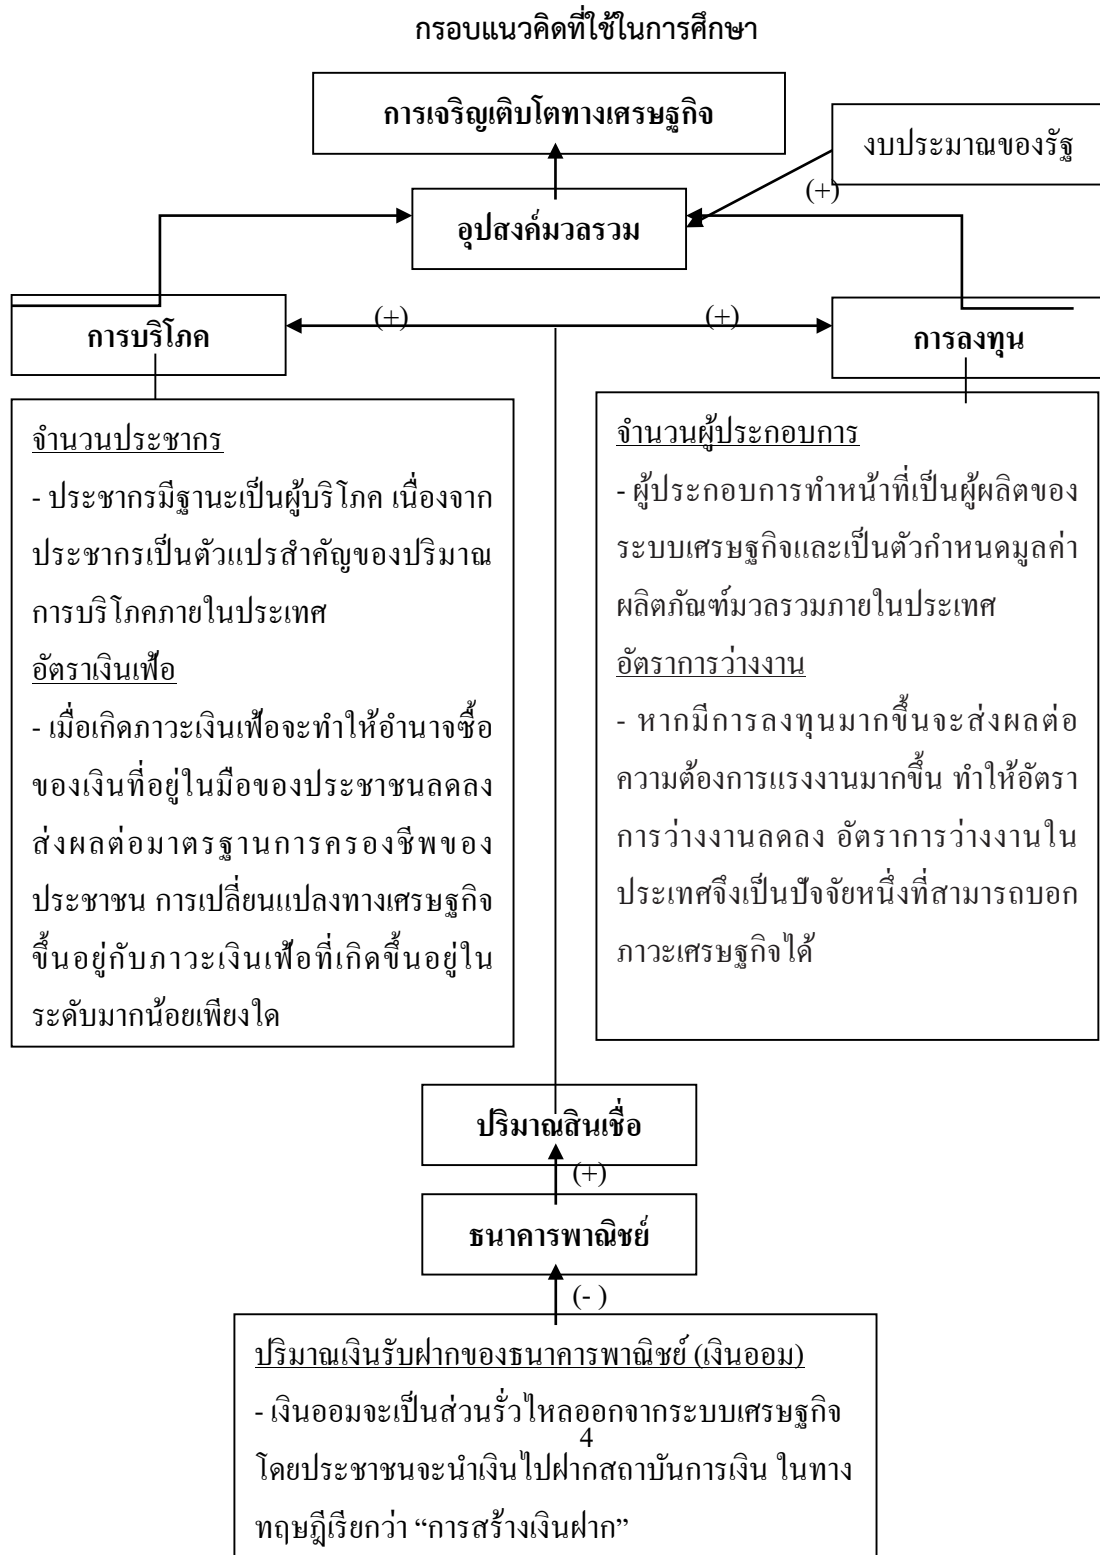 กรอบแนวคิดที่ใช้ในการศึกษา
การเจริญเติบโตทางเศรษฐกิจ
งบประมาณของรัฐ
(+)
อุปสงค์มวลรวม
(+)
(+)
การบริโภค
การลงทุน
จำนวนประชากร
- ประชากรมีฐานะเป็นผู้บริโภค เนื่องจาก
ประชากรเป็นตัวแปรสำคัญของปริมาณ
การบริโภคภายในประเทศ
อัตราเงินเฟ้อ
- เมื่อเกิดภาวะเงินเฟ้อจะทำให้อำนาจซื้อ
ของเงินที่อยู่ในมือของประชาชนลดลง
ส่งผลต่อมาตรฐานการครองชีพของ
ประชาชน การเปลี่ยนแปลงทางเศรษฐกิจ
ขึ้นอยู่กับภาวะเงินเฟ้อที่เกิดขึ้นอยู่ใน
ระดับมากน้อยเพียงใด
จำนวนผู้ประกอบการ
- ผู้ประกอบการทำหน้าที่เป็นผู้ผลิตของ
ระบบเศรษฐกิจและเป็นตัวกำหนดมูลค่า
ผลิตภัณฑ์มวลรวมภายในประเทศ
อัตราการว่างงาน
- หากมีการลงทุนมากขึ้นจะส่งผลต่อ
ความต้องการแรงงานมากขึ้น ทำให้อัตรา
การว่างงานลดลง อัตราการว่างงานใน
ประเทศจึงเป็นปัจจัยหนึ่งที่สามารถบอก
ภาวะเศรษฐกิจได้
ปริมาณสินเชื่อ
(+)
ธนาคารพาณิชย์
(- )
ปริมาณเงินรับฝากของธนาคารพาณิชย์ (เงินออม)
- เงินออมจะเป็นส่วนรั่วไหลออกจากระบบเศรษฐกิจ
4
โดยประชาชนจะนำเงินไปฝากสถาบันการเงิน ในทาง
ทฤษฎีเรียกว่า “การสร้างเงินฝาก”